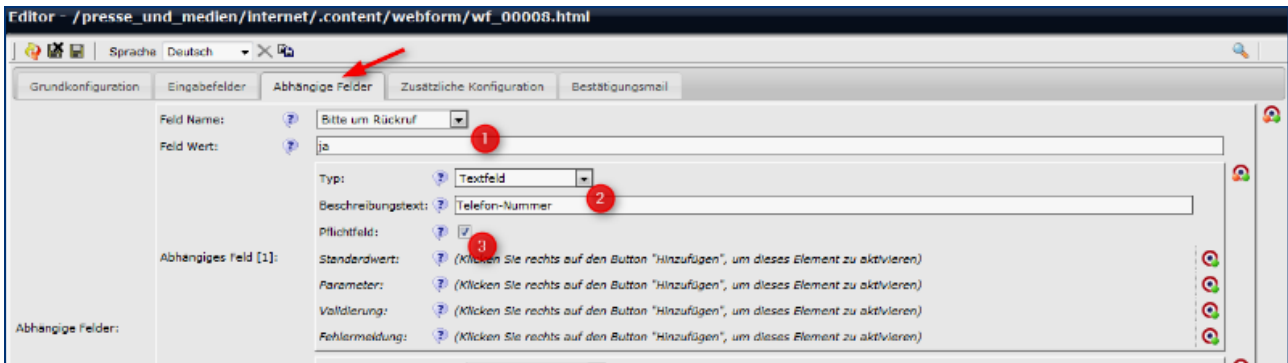 Editor - /presse_und_medien/internet/.content/webform/wf_00008.html
Sprache Deutsch
Grundkonfiguration Eingabefelder Abhängige Felder Zusätzliche Konfiguration Bestätigungsmail
Feld Name: Bitte um Rückruf
1
Feld Wert: ja
Typ: Textfeld
2
Beschreibungstext: Telefon-Nummer
Pflichtfeld:
3
Abhängiges Feld [1]: Standardwert: (Klicken Sie rechts auf den Button "Hinzufügen", um dieses Element zu aktivieren)
Parameter: (Klicken Sie rechts auf den Button "Hinzufügen", um dieses Element zu aktivieren)
Validierung: (Klicken Sie rechts auf den Button "Hinzufügen", um dieses Element zu aktivieren)
Abhängige Felder:
Fehlermeldung: (Klicken Sie rechts auf den Button "Hinzufügen", um dieses Element zu aktivieren)